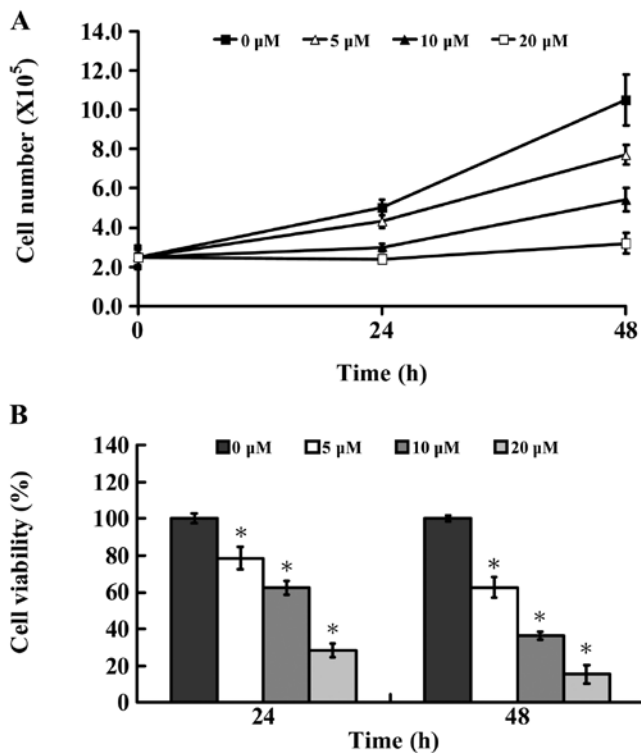 A
0 μM 5 μM 10 μM 20 μM
Cell number (X10⁵)
14.0
12.0
10.0
8.0
6.0
4.0
2.0
0.0
0 24 48
Time (h)
B
0 μM 5 μM 10 μM 20 μM
Cell viability (%)
140
120
100
80
60
40
20
0
* * * * * *
24 48
Time (h)